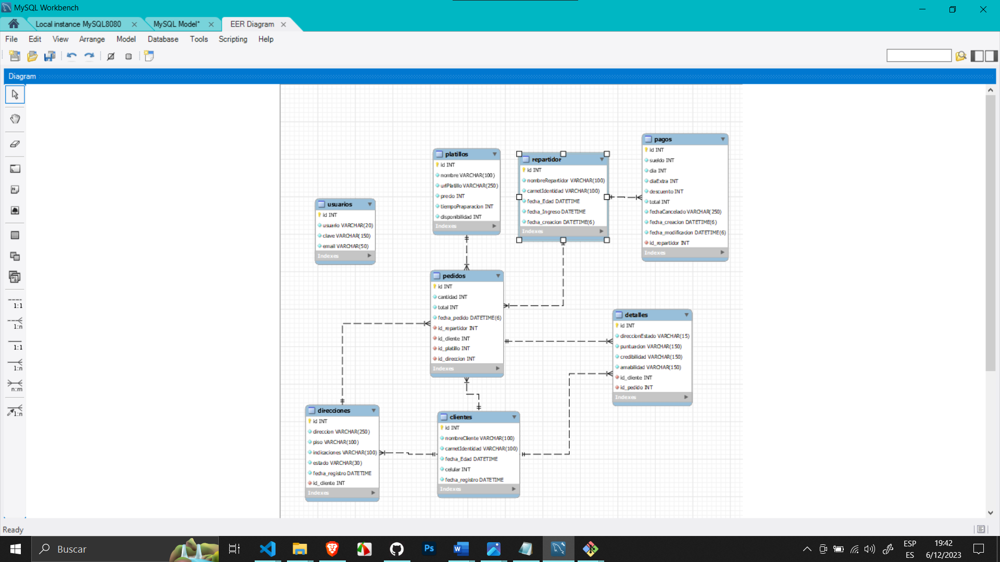 MySQL Workbench
Local instance MySQL8080
MySQL Model*
EER Diagram
File Edit View Arrange Model Database Tools Scripting Help
Diagram
platillos
id INT
nombre VARCHAR(100)
urlPlatillo VARCHAR(250)
precio INT
tiempoPraparacion INT
disponibilidad INT
Indexes
repartidor
id INT
nombreRepartidor VARCHAR(100)
carnetIdentidad VARCHAR(100)
fecha_Edad DATETIME
fecha_Ingreso DATETIME
fecha_creacion DATETIME(6)
Indexes
pagos
id INT
sueldo INT
dia INT
diaExtra INT
descuento INT
total INT
fechaCancelado VARCHAR(250)
fecha_creacion DATETIME(6)
fecha_modificacion DATETIME(6)
id_repartidor INT
Indexes
usuarios
id INT
usuario VARCHAR(20)
clave VARCHAR(150)
email VARCHAR(50)
Indexes
pedidos
id INT
cantidad INT
total INT
fecha_pedido DATETIME(6)
id_repartidor INT
id_cliente INT
id_platillo INT
id_direccion INT
Indexes
detalles
id INT
direccionEstado VARCHAR(15)
puntuacion VARCHAR(150)
credibilidad VARCHAR(150)
amabilidad VARCHAR(150)
id_cliente INT
id_pedido INT
Indexes
direcciones
id INT
direccion VARCHAR(250)
piso VARCHAR(100)
indicaciones VARCHAR(100)
estado VARCHAR(30)
fecha_registro DATETIME
id_cliente INT
Indexes
clientes
id INT
nombreCliente VARCHAR(100)
carnetIdentidad VARCHAR(100)
fecha_Edad DATETIME
celular INT
fecha_registro DATETIME
Indexes
1:1
1:n
1:1
1:n
n:m
1:n
Ready
Buscar
Ps
ESP
ES
19:42
6/12/2023